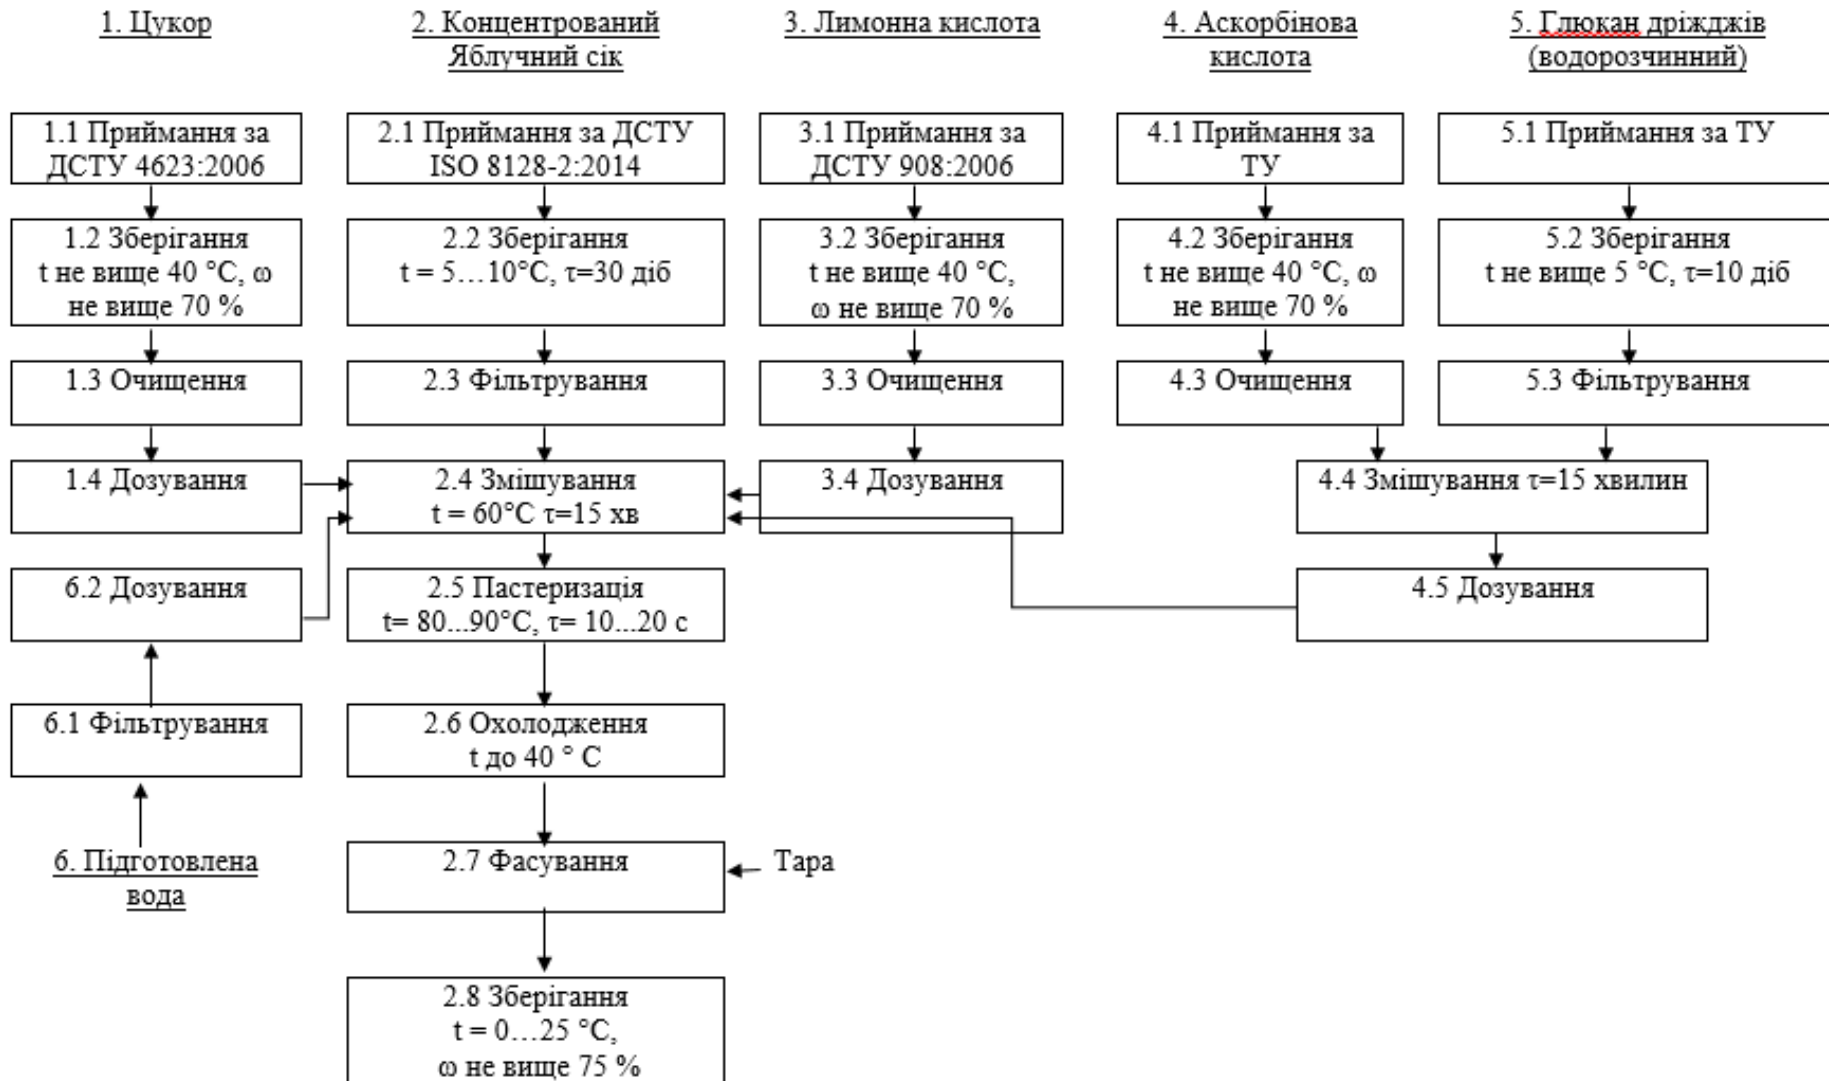 1. Цукор
2. Концентрований
Яблучний сік
3. Лимонна кислота
4. Аскорбінова
кислота
5. Глюкан дріжджів
(водорозчинний)
1.1 Приймання за
ДСТУ 4623:2006
2.1 Приймання за ДСТУ
ISO 8128-2:2014
3.1 Приймання за
ДСТУ 908:2006
4.1 Приймання за
ТУ
5.1 Приймання за ТУ
1.2 Зберігання
t не вище 40 °С, ω
не вище 70 %
2.2 Зберігання
t = 5…10°С, τ=30 діб
3.2 Зберігання
t не вище 40 °С,
ω не вище 70 %
4.2 Зберігання
t не вище 40 °С, ω
не вище 70 %
5.2 Зберігання
t не вище 5 °С, τ=10 діб
1.3 Очищення
2.3 Фільтрування
3.3 Очищення
4.3 Очищення
5.3 Фільтрування
1.4 Дозування
2.4 Змішування
t = 60°С τ=15 хв
3.4 Дозування
4.4 Змішування τ=15 хвилин
6.2 Дозування
2.5 Пастеризація
t= 80...90°С, τ= 10...20 с
4.5 Дозування
6.1 Фільтрування
2.6 Охолодження
t до 40 ° С
6. Підготовлена
вода
2.7 Фасування
Тара
2.8 Зберігання
t = 0…25 °С,
ω не вище 75 %